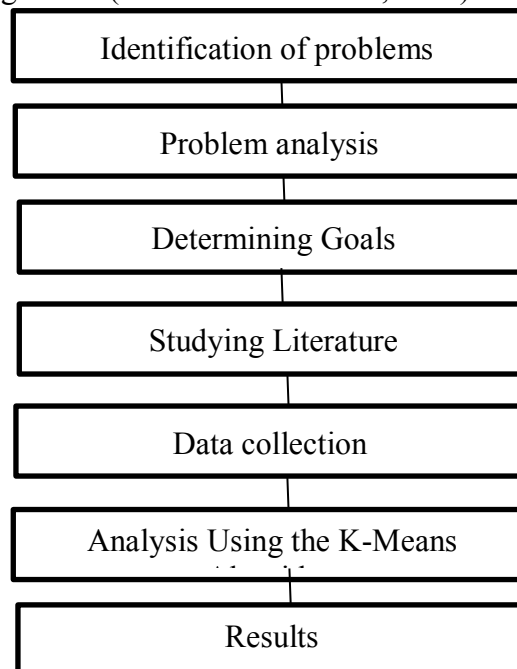 Identification of problems
Problem analysis
Determining Goals
Studying Literature
Data collection
Analysis Using the K-Means
Results